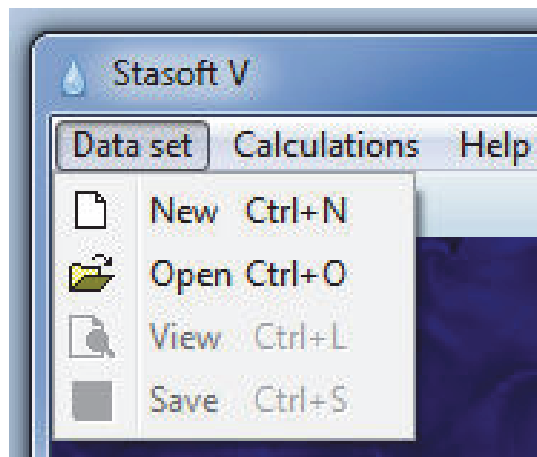 Stasoft V
Data set Calculations Help
New Ctrl+N
Open Ctrl+O
View Ctrl+L
Save Ctrl+S